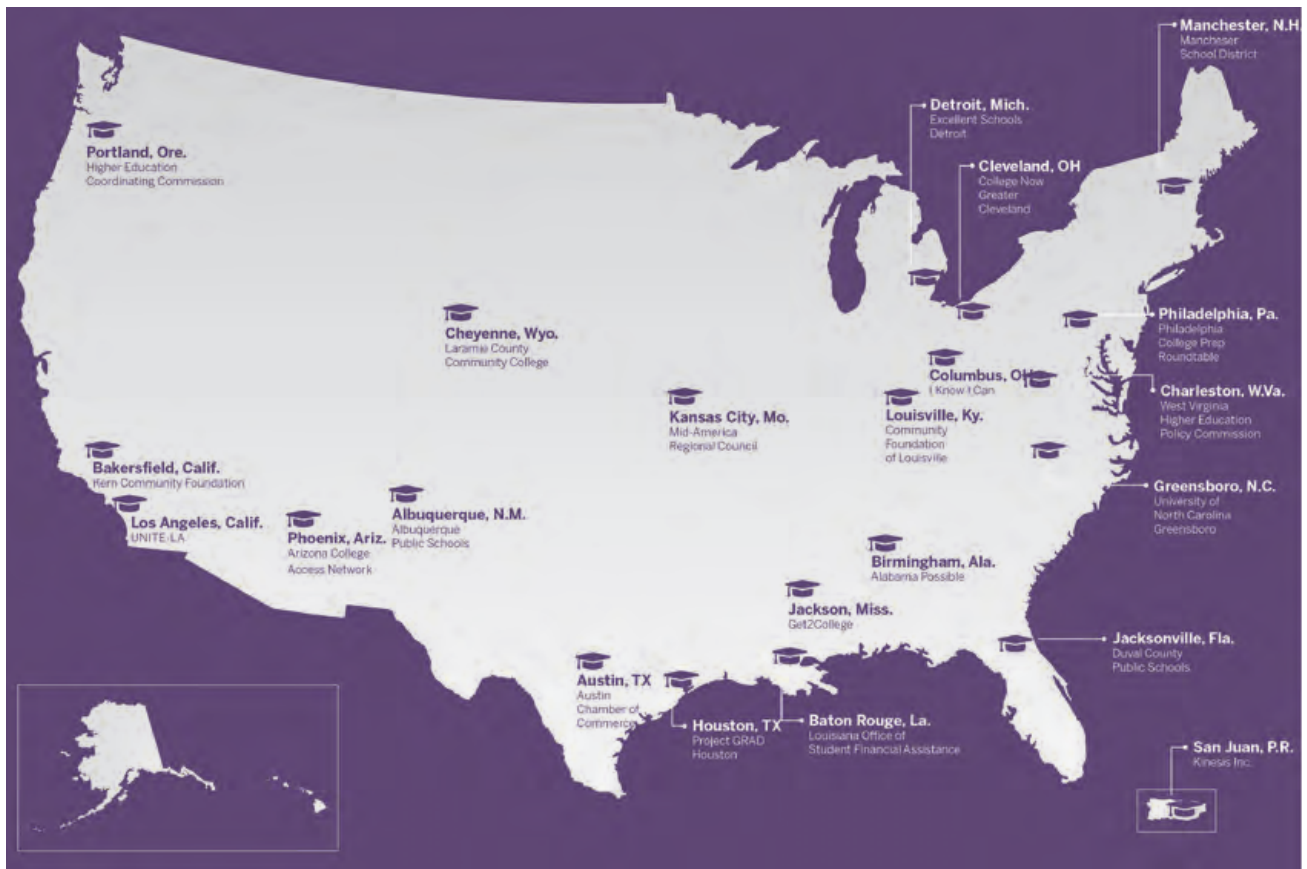 Manchester, N.H.
Mancheser
School District
Detroit, Mich.
Excellent Schools
Detroit
Cleveland, OH
College Now
Greater
Cleveland
Portland, Ore.
Higher Education
Coordinating Commission
Cheyenne, Wyo.
Laramie County
Community College
Philadelphia, Pa.
Philadelphia
College Prep
Roundtable
Columbus, OH
I Know I Can
Charleston, W.Va.
West Virginia
Higher Education
Policy Commission
Kansas City, Mo.
Mid-America
Regional Council
Louisville, Ky.
Community
Foundation
of Louisville
Bakersfield, Calif.
Kern Community Foundation
Los Angeles, Calif.
UNITE-LA
Phoenix, Ariz.
Arizona College
Access Network
Albuquerque, N.M.
Albuquerque
Public Schools
Greensboro, N.C.
University of
North Carolina
Greensboro
Birmingham, Ala.
Alabama Possible
Jackson, Miss.
Get2College
Jacksonville, Fla.
Duval County
Public Schools
Austin, TX
Austin
Chamber of
Commerce
Houston, TX
Project GRAD
Houston
Baton Rouge, La.
Louisiana Office of
Student Financial Assistance
San Juan, P.R.
Kinesis Inc.